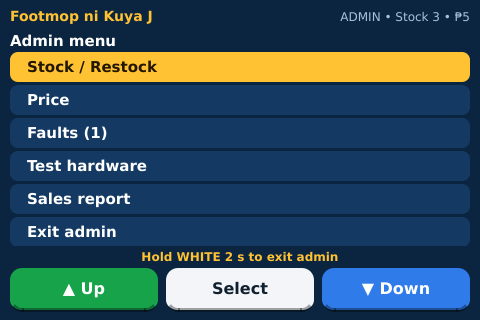 Footmop ni Kuya J
ADMIN • Stock 3 • ₱5
Admin menu
Stock / Restock
Price
Faults (1)
Test hardware
Sales report
Exit admin
Hold WHITE 2 s to exit admin
▲ Up
Select
▼ Down